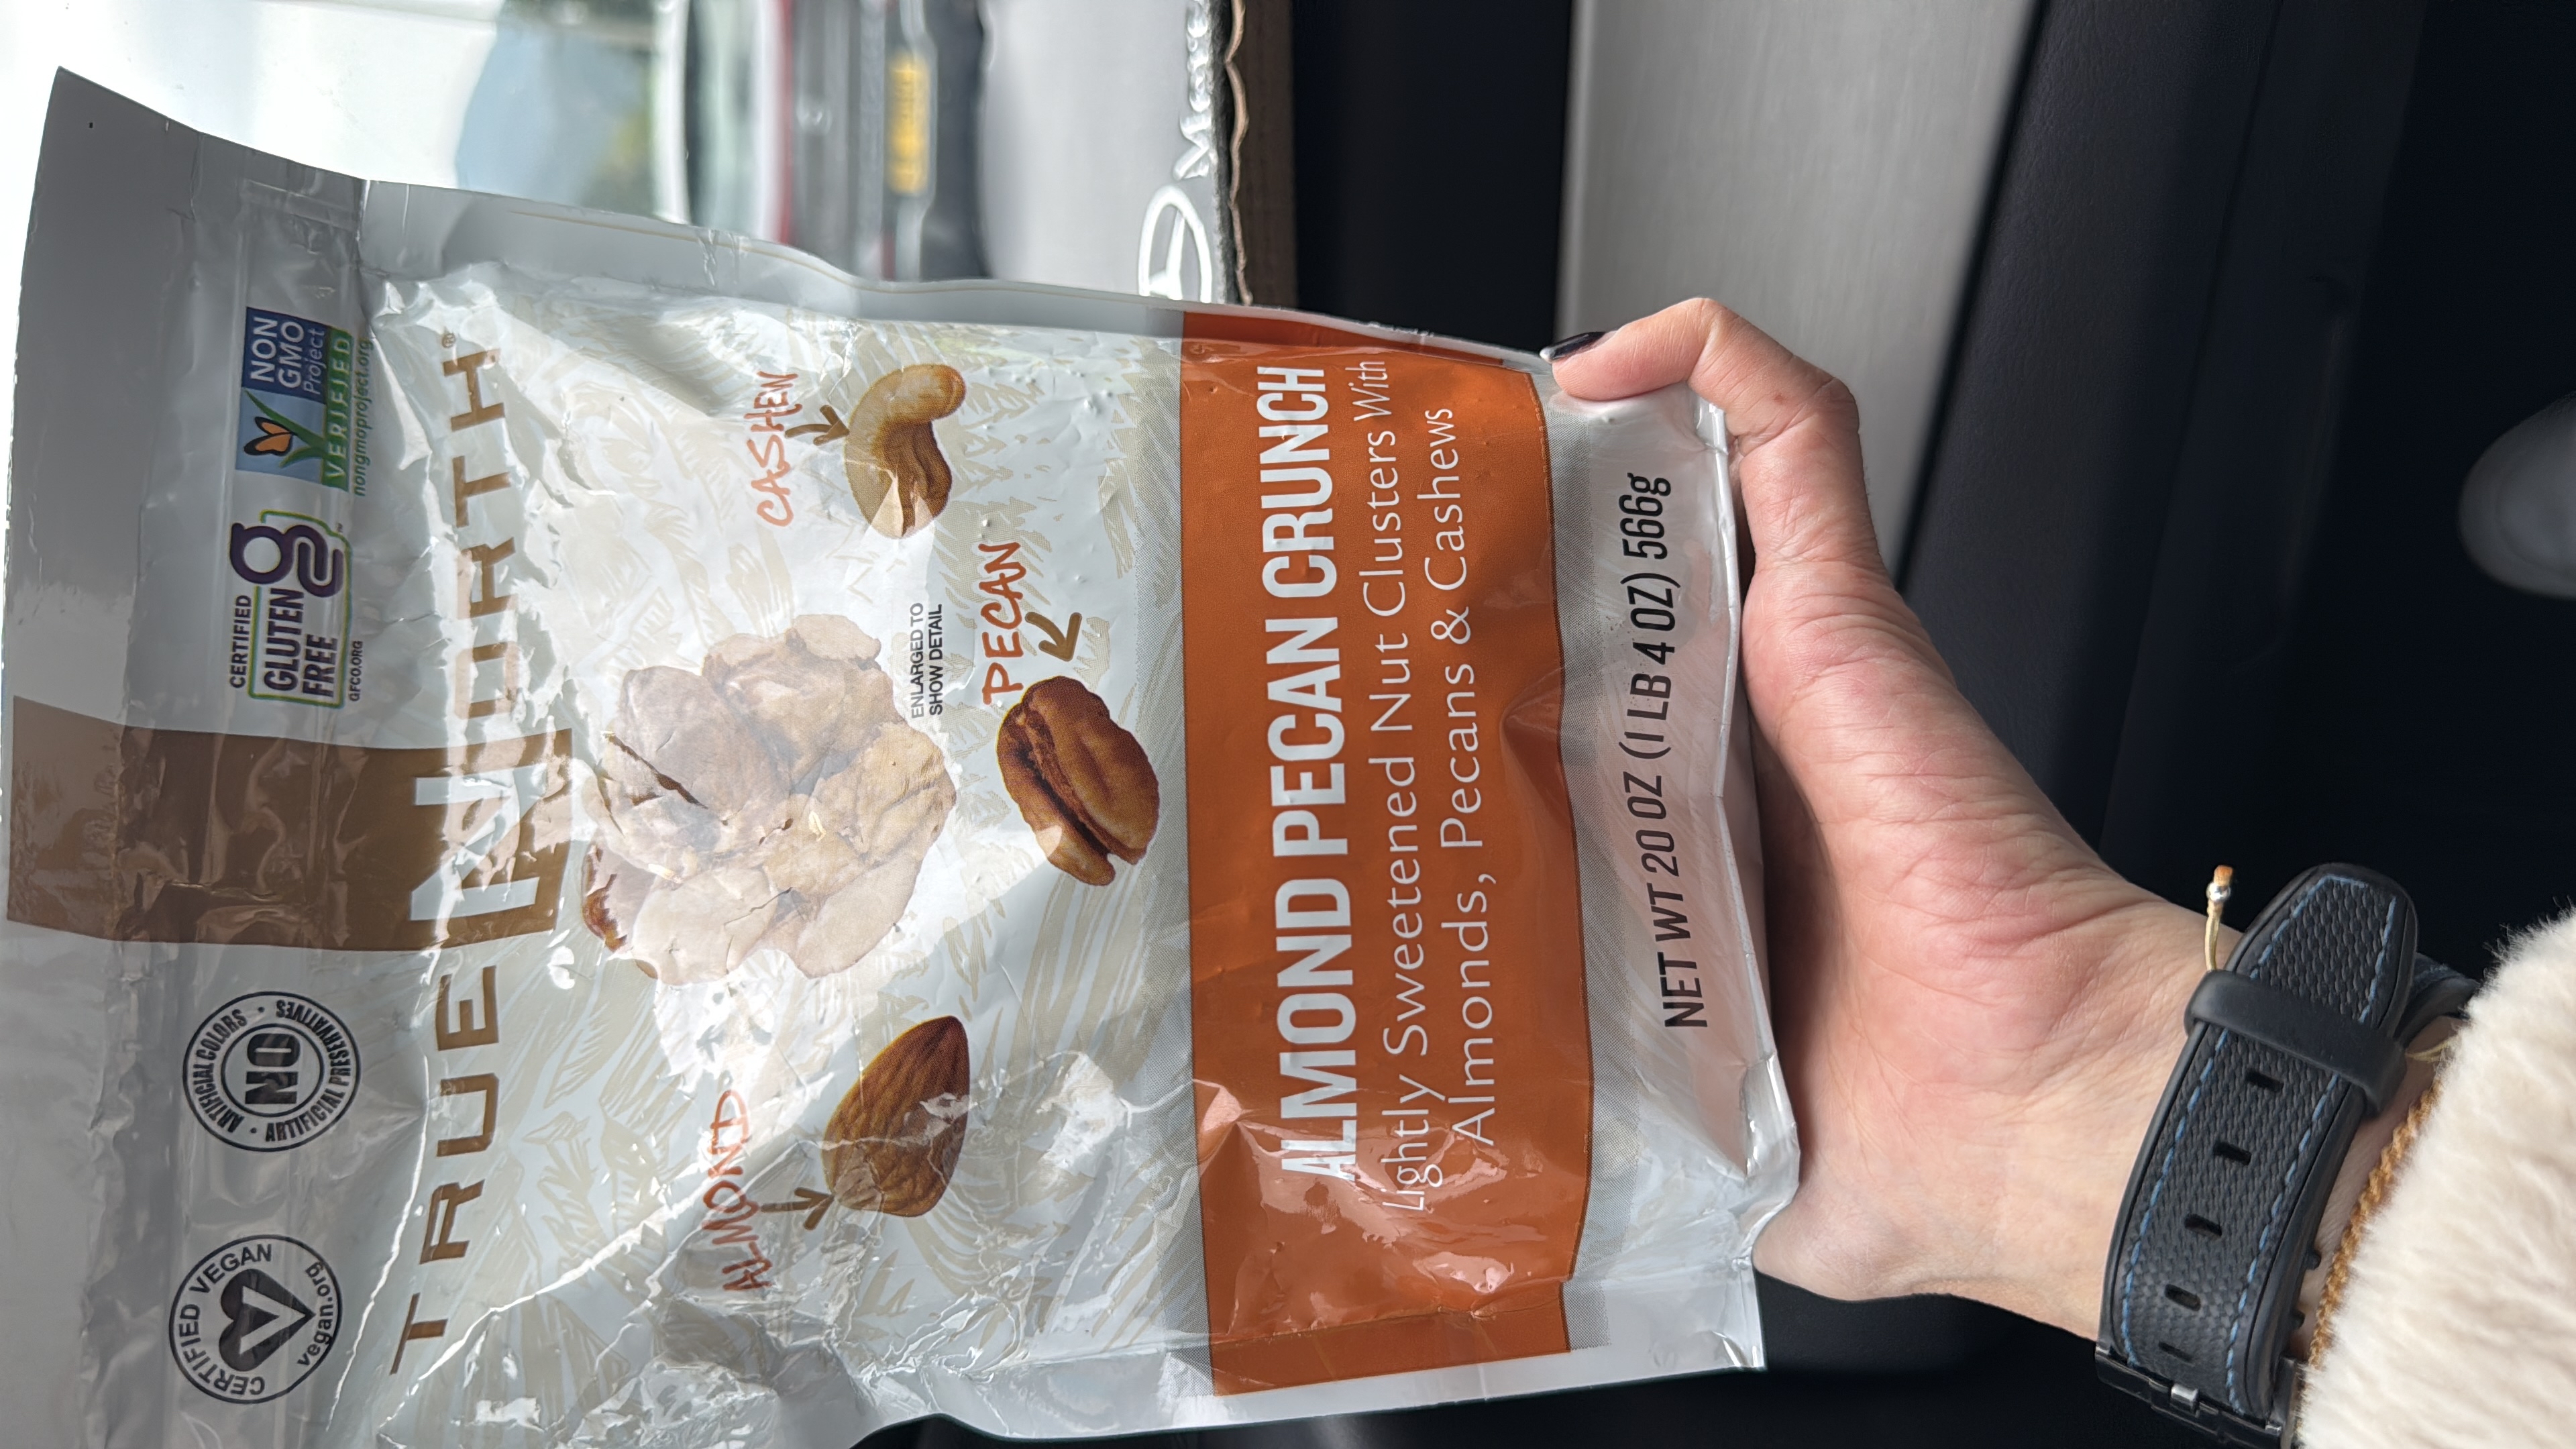 CERTIFIED VEGAN
vegan.org
ARTIFICIAL COLORS • ARTIFICIAL PRESERVATIVES •
NO
CERTIFIED
GLUTEN
FREE
GFCO.ORG
NON
GMO
Project
VERIFIED
nongmoproject.org
TRUE NORTH®
ALMOND
CASHEW
ENLARGED TO
SHOW DETAIL
PECAN
ALMOND PECAN CRUNCH
Lightly Sweetened Nut Clusters With
Almonds, Pecans & Cashews
NET WT 20 OZ (1 LB 4 OZ) 566g